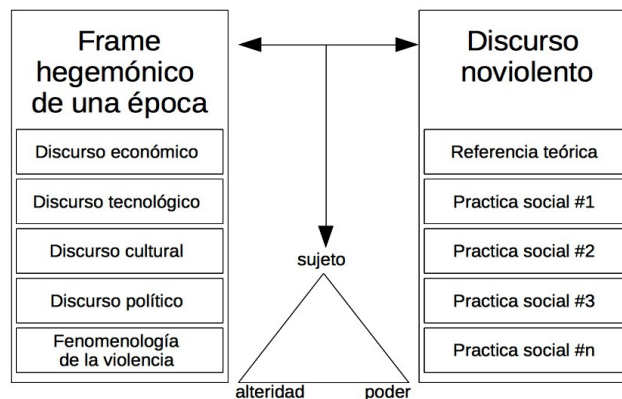 Frame
hegemónico
de una época
Discurso económico
Discurso tecnológico
Discurso cultural
Discurso político
Fenomenología
de la violencia
sujeto
alteridad
poder
Discurso
noviolento
Referencia teórica
Practica social #1
Practica social #2
Practica social #3
Practica social #n